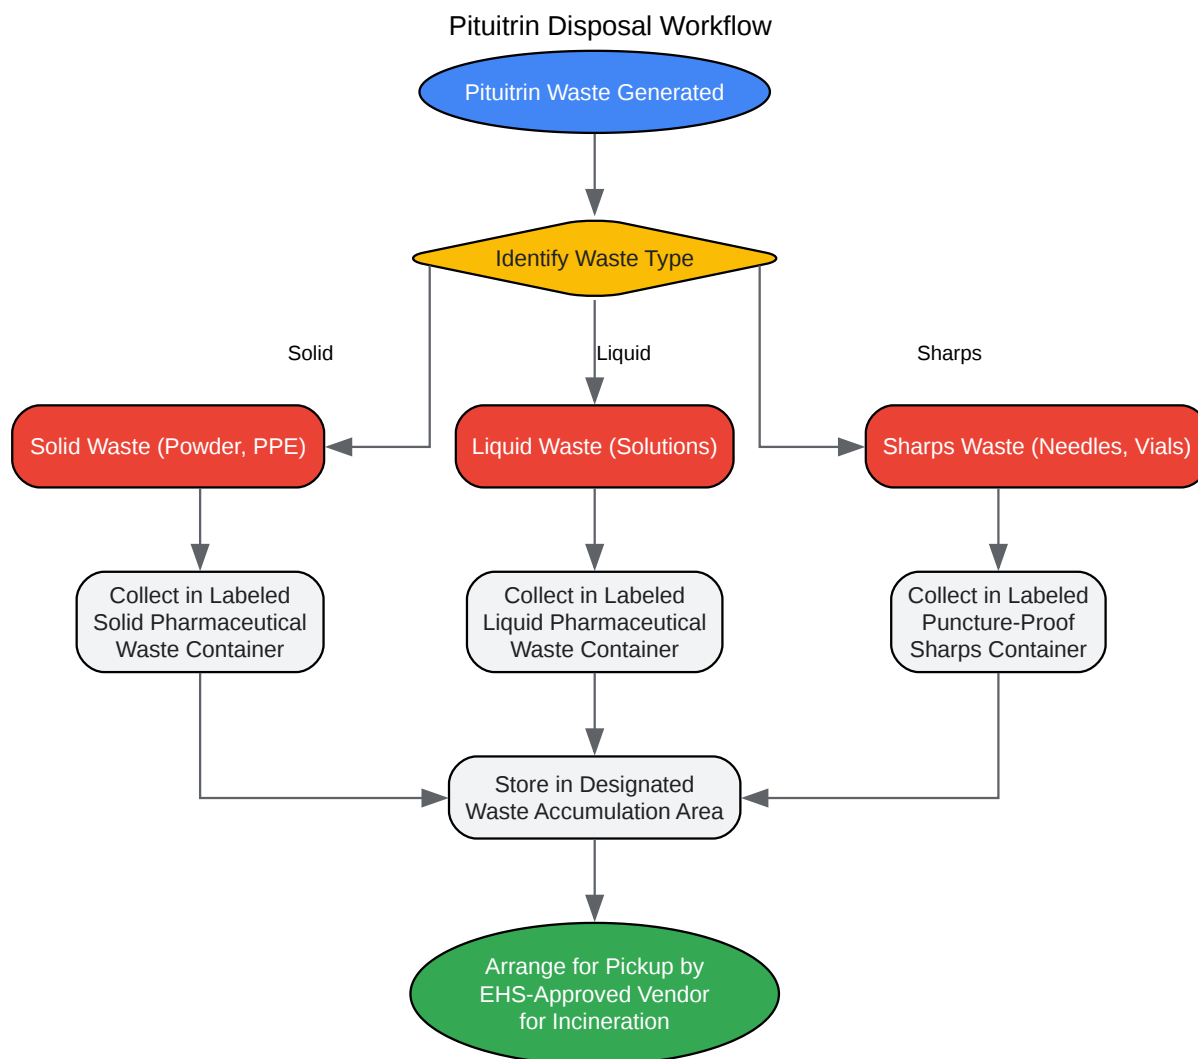 Pituitrin Disposal Workflow
Pituitrin Waste Generated
Identify Waste Type
Solid
Liquid
Sharps
Solid Waste (Powder, PPE)
Liquid Waste (Solutions)
Sharps Waste (Needles, Vials)
Collect in Labeled
Solid Pharmaceutical
Waste Container
Collect in Labeled
Liquid Pharmaceutical
Waste Container
Collect in Labeled
Puncture-Proof
Sharps Container
Store in Designated
Waste Accumulation Area
Arrange for Pickup by
EHS-Approved Vendor
for Incineration